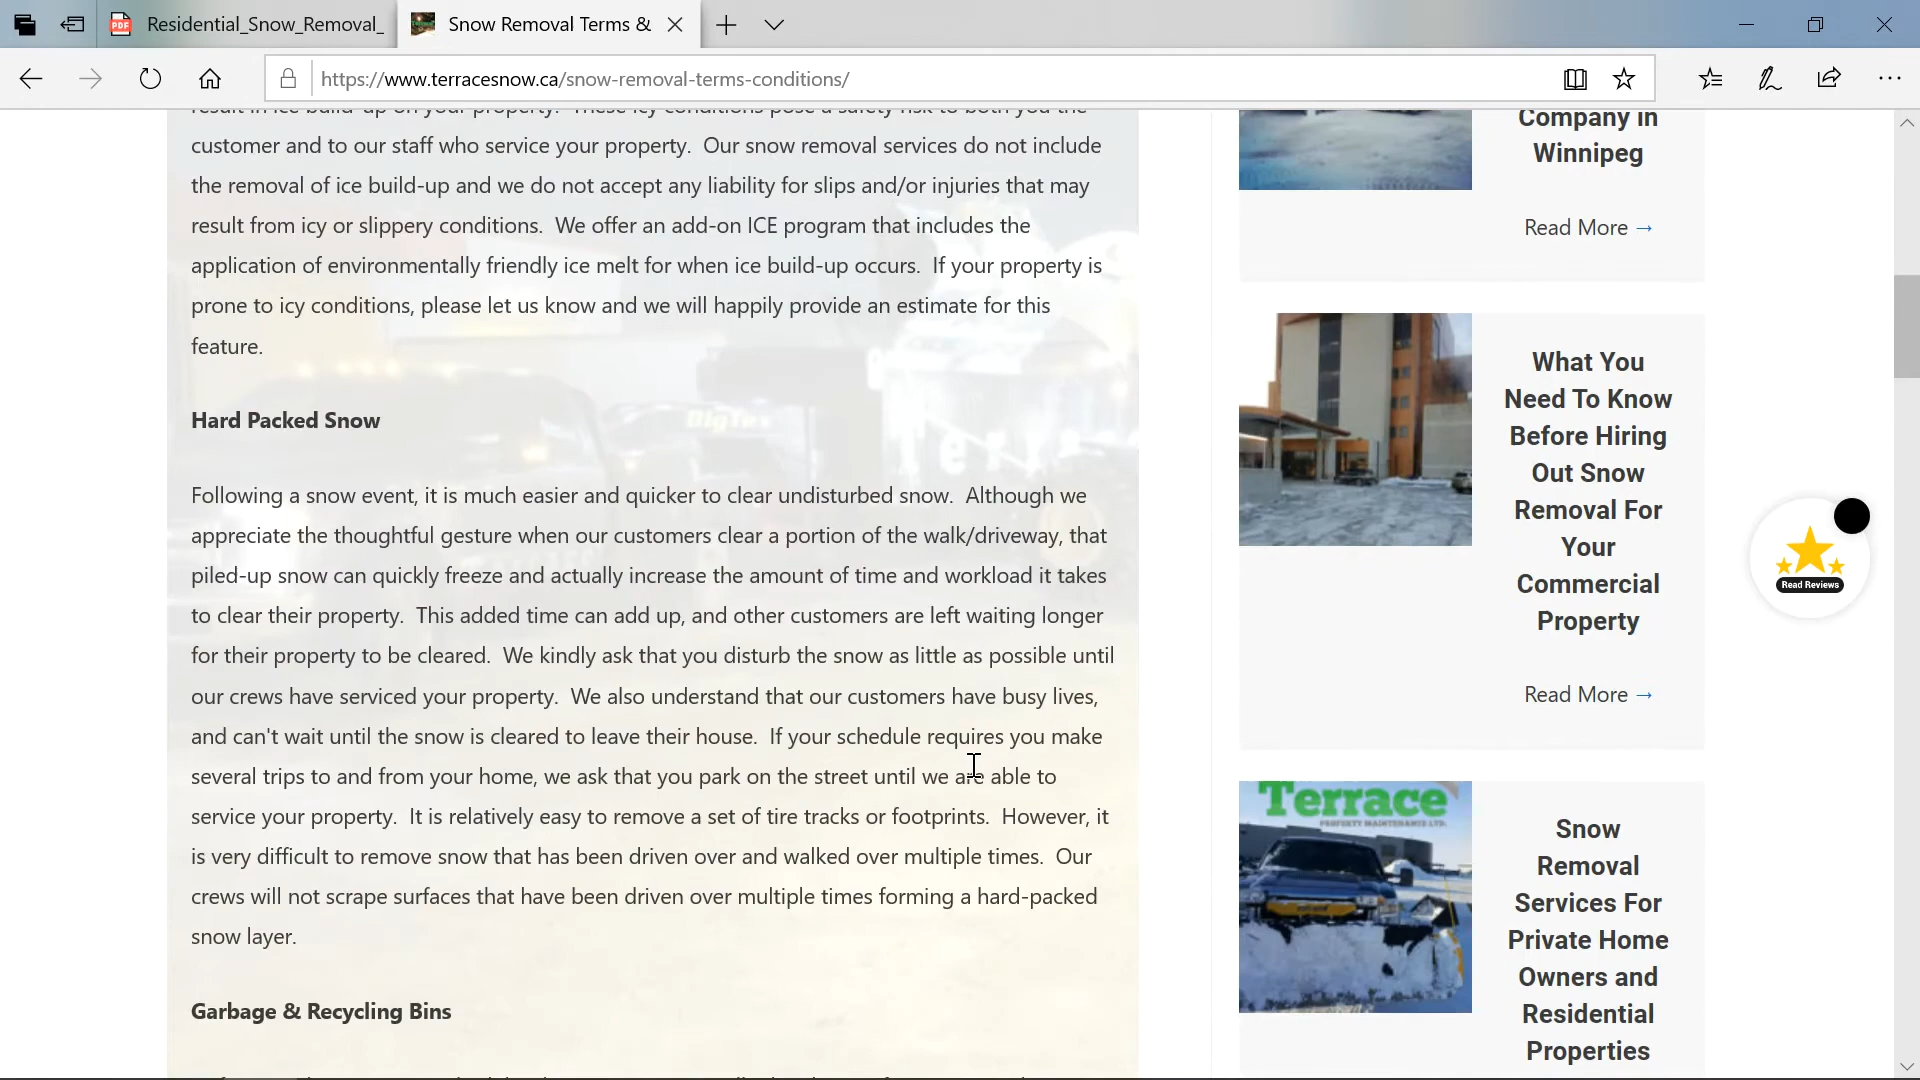 Residential_Snow_Removal_
Snow Removal Terms &
https://www.terracesnow.ca/snow-removal-terms-conditions/
customer and to our staff who service your property.  Our snow removal services do not include
the removal of ice build-up and we do not accept any liability for slips and/or injuries that may
result from icy or slippery conditions.  We offer an add-on ICE program that includes the
application of environmentally friendly ice melt for when ice build-up occurs.  If your property is
prone to icy conditions, please let us know and we will happily provide an estimate for this
feature.
Hard Packed Snow
Following a snow event, it is much easier and quicker to clear undisturbed snow.  Although we
appreciate the thoughtful gesture when our customers clear a portion of the walk/driveway, that
piled-up snow can quickly freeze and actually increase the amount of time and workload it takes
to clear their property.  This added time can add up, and other customers are left waiting longer
for their property to be cleared.  We kindly ask that you disturb the snow as little as possible until
our crews have serviced your property.  We also understand that our customers have busy lives,
and can't wait until the snow is cleared to leave their house.  If your schedule requires you make
several trips to and from your home, we ask that you park on the street until we are able to
service your property.  It is relatively easy to remove a set of tire tracks or footprints.  However, it
is very difficult to remove snow that has been driven over and walked over multiple times.  Our
crews will not scrape surfaces that have been driven over multiple times forming a hard-packed
snow layer.
Garbage & Recycling Bins
Company in
Winnipeg
Read More →
What You
Need To Know
Before Hiring
Out Snow
Removal For
Your
Commercial
Property
Read More →
Read Reviews
Terrace
PROPERTY MAINTENANCE LTD.
Snow
Removal
Services For
Private Home
Owners and
Residential
Properties